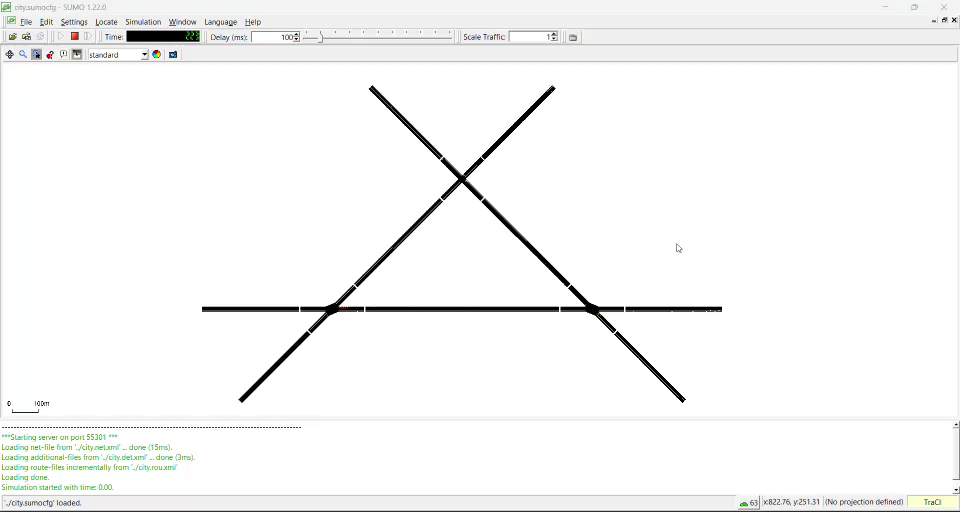 city.sumocfg - SUMO 1.22.0
File Edit Settings Locate Simulation Window Language Help
Time: 223 Delay (ms): 100 Scale Traffic: 1
standard
0 100m
***Starting server on port 55301 ***
Loading net-file from '../city.net.xml' ... done (15ms).
Loading additional-files from '../city.det.xml' ... done (3ms).
Loading route-files incrementally from '../city.rou.xml'
Loading done.
Simulation started with time: 0.00.
'../city.sumocfg' loaded. 63 x:822.76, y:251.31 (No projection defined) TraCI